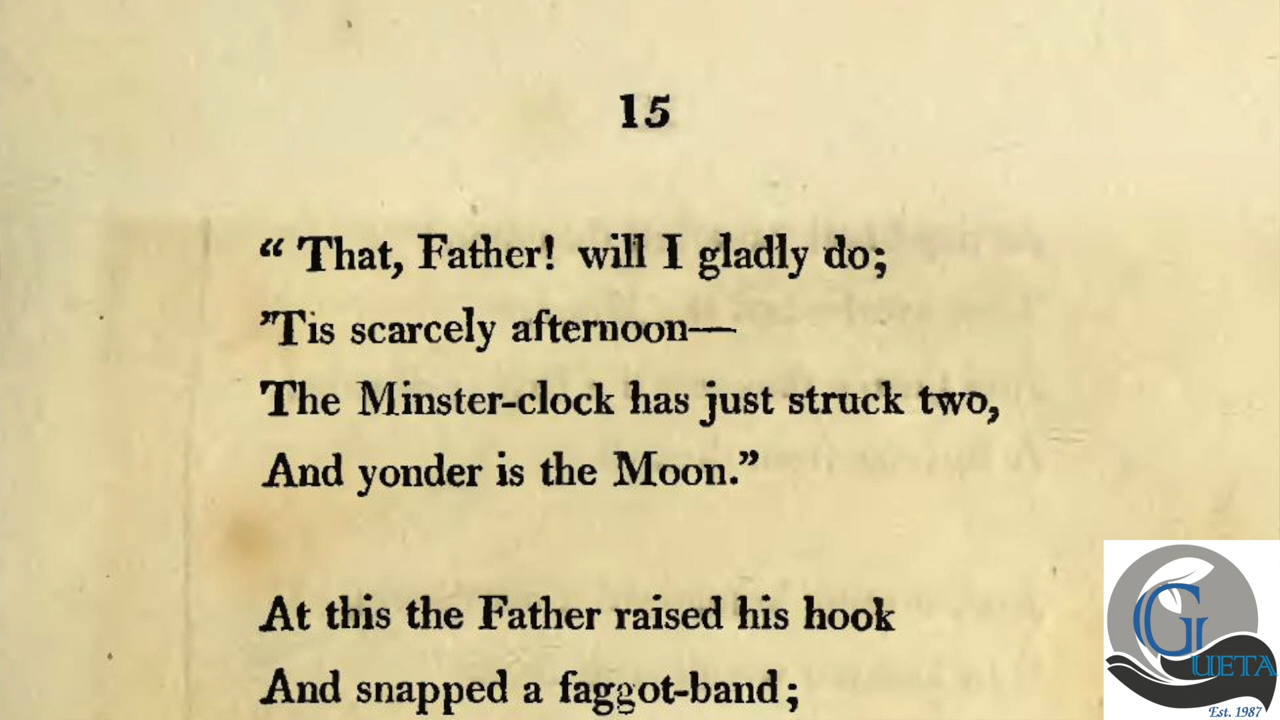 15
“ That, Father! will I gladly do;
’Tis scarcely afternoon—
The Minster-clock has just struck two,
And yonder is the Moon.”
At this the Father raised his hook
And snapped a faggot-band;
GUETA
Est. 1987